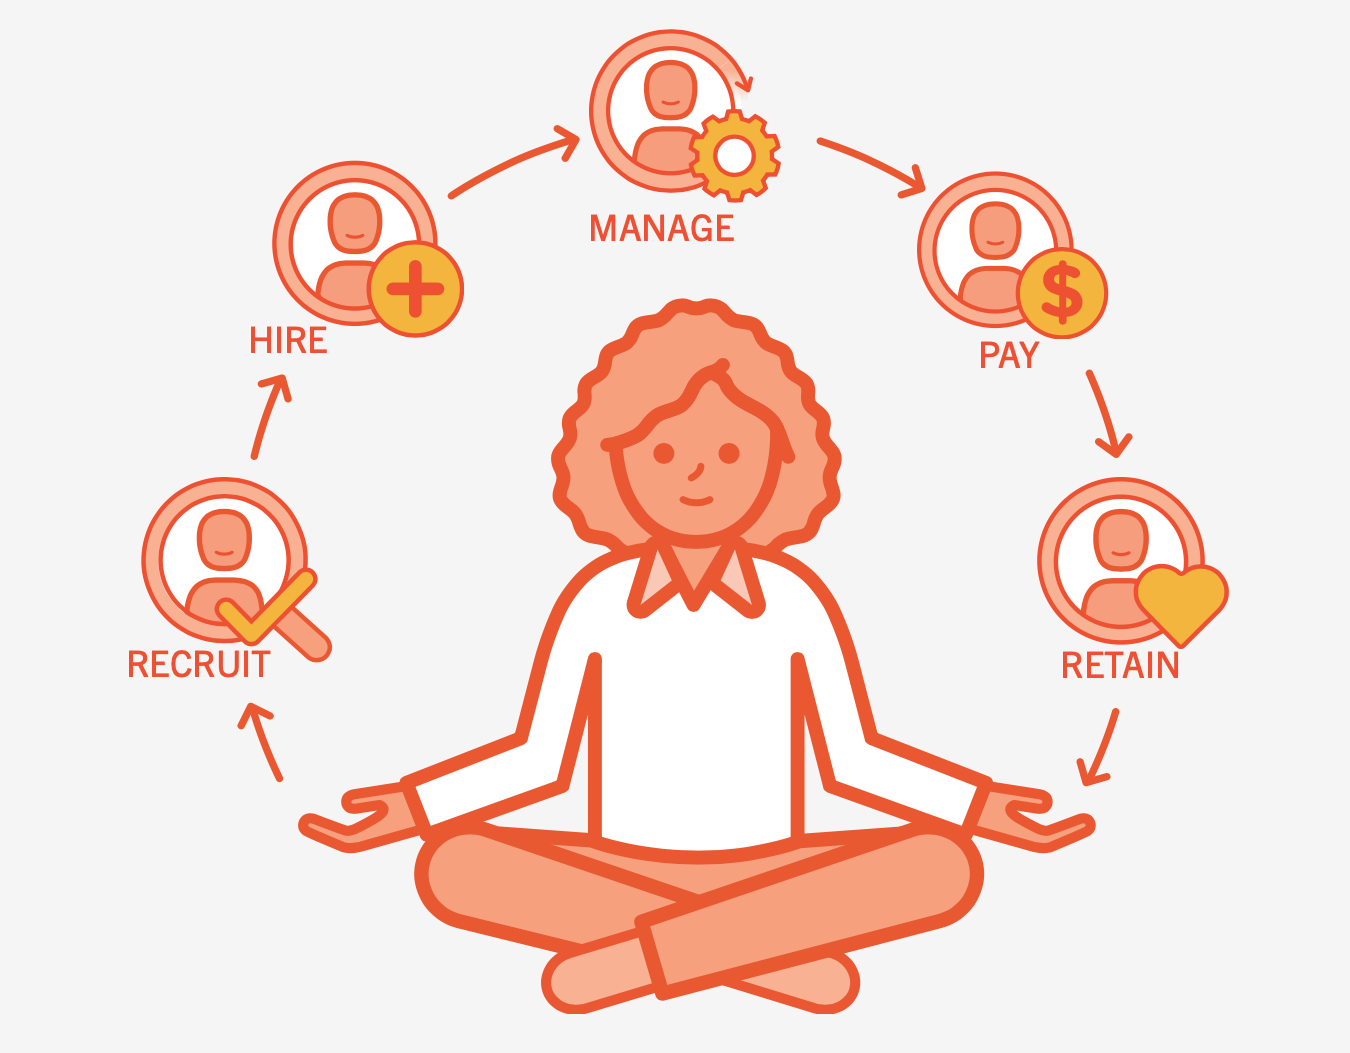 MANAGE
HIRE
PAY
RECRUIT
RETAIN
$